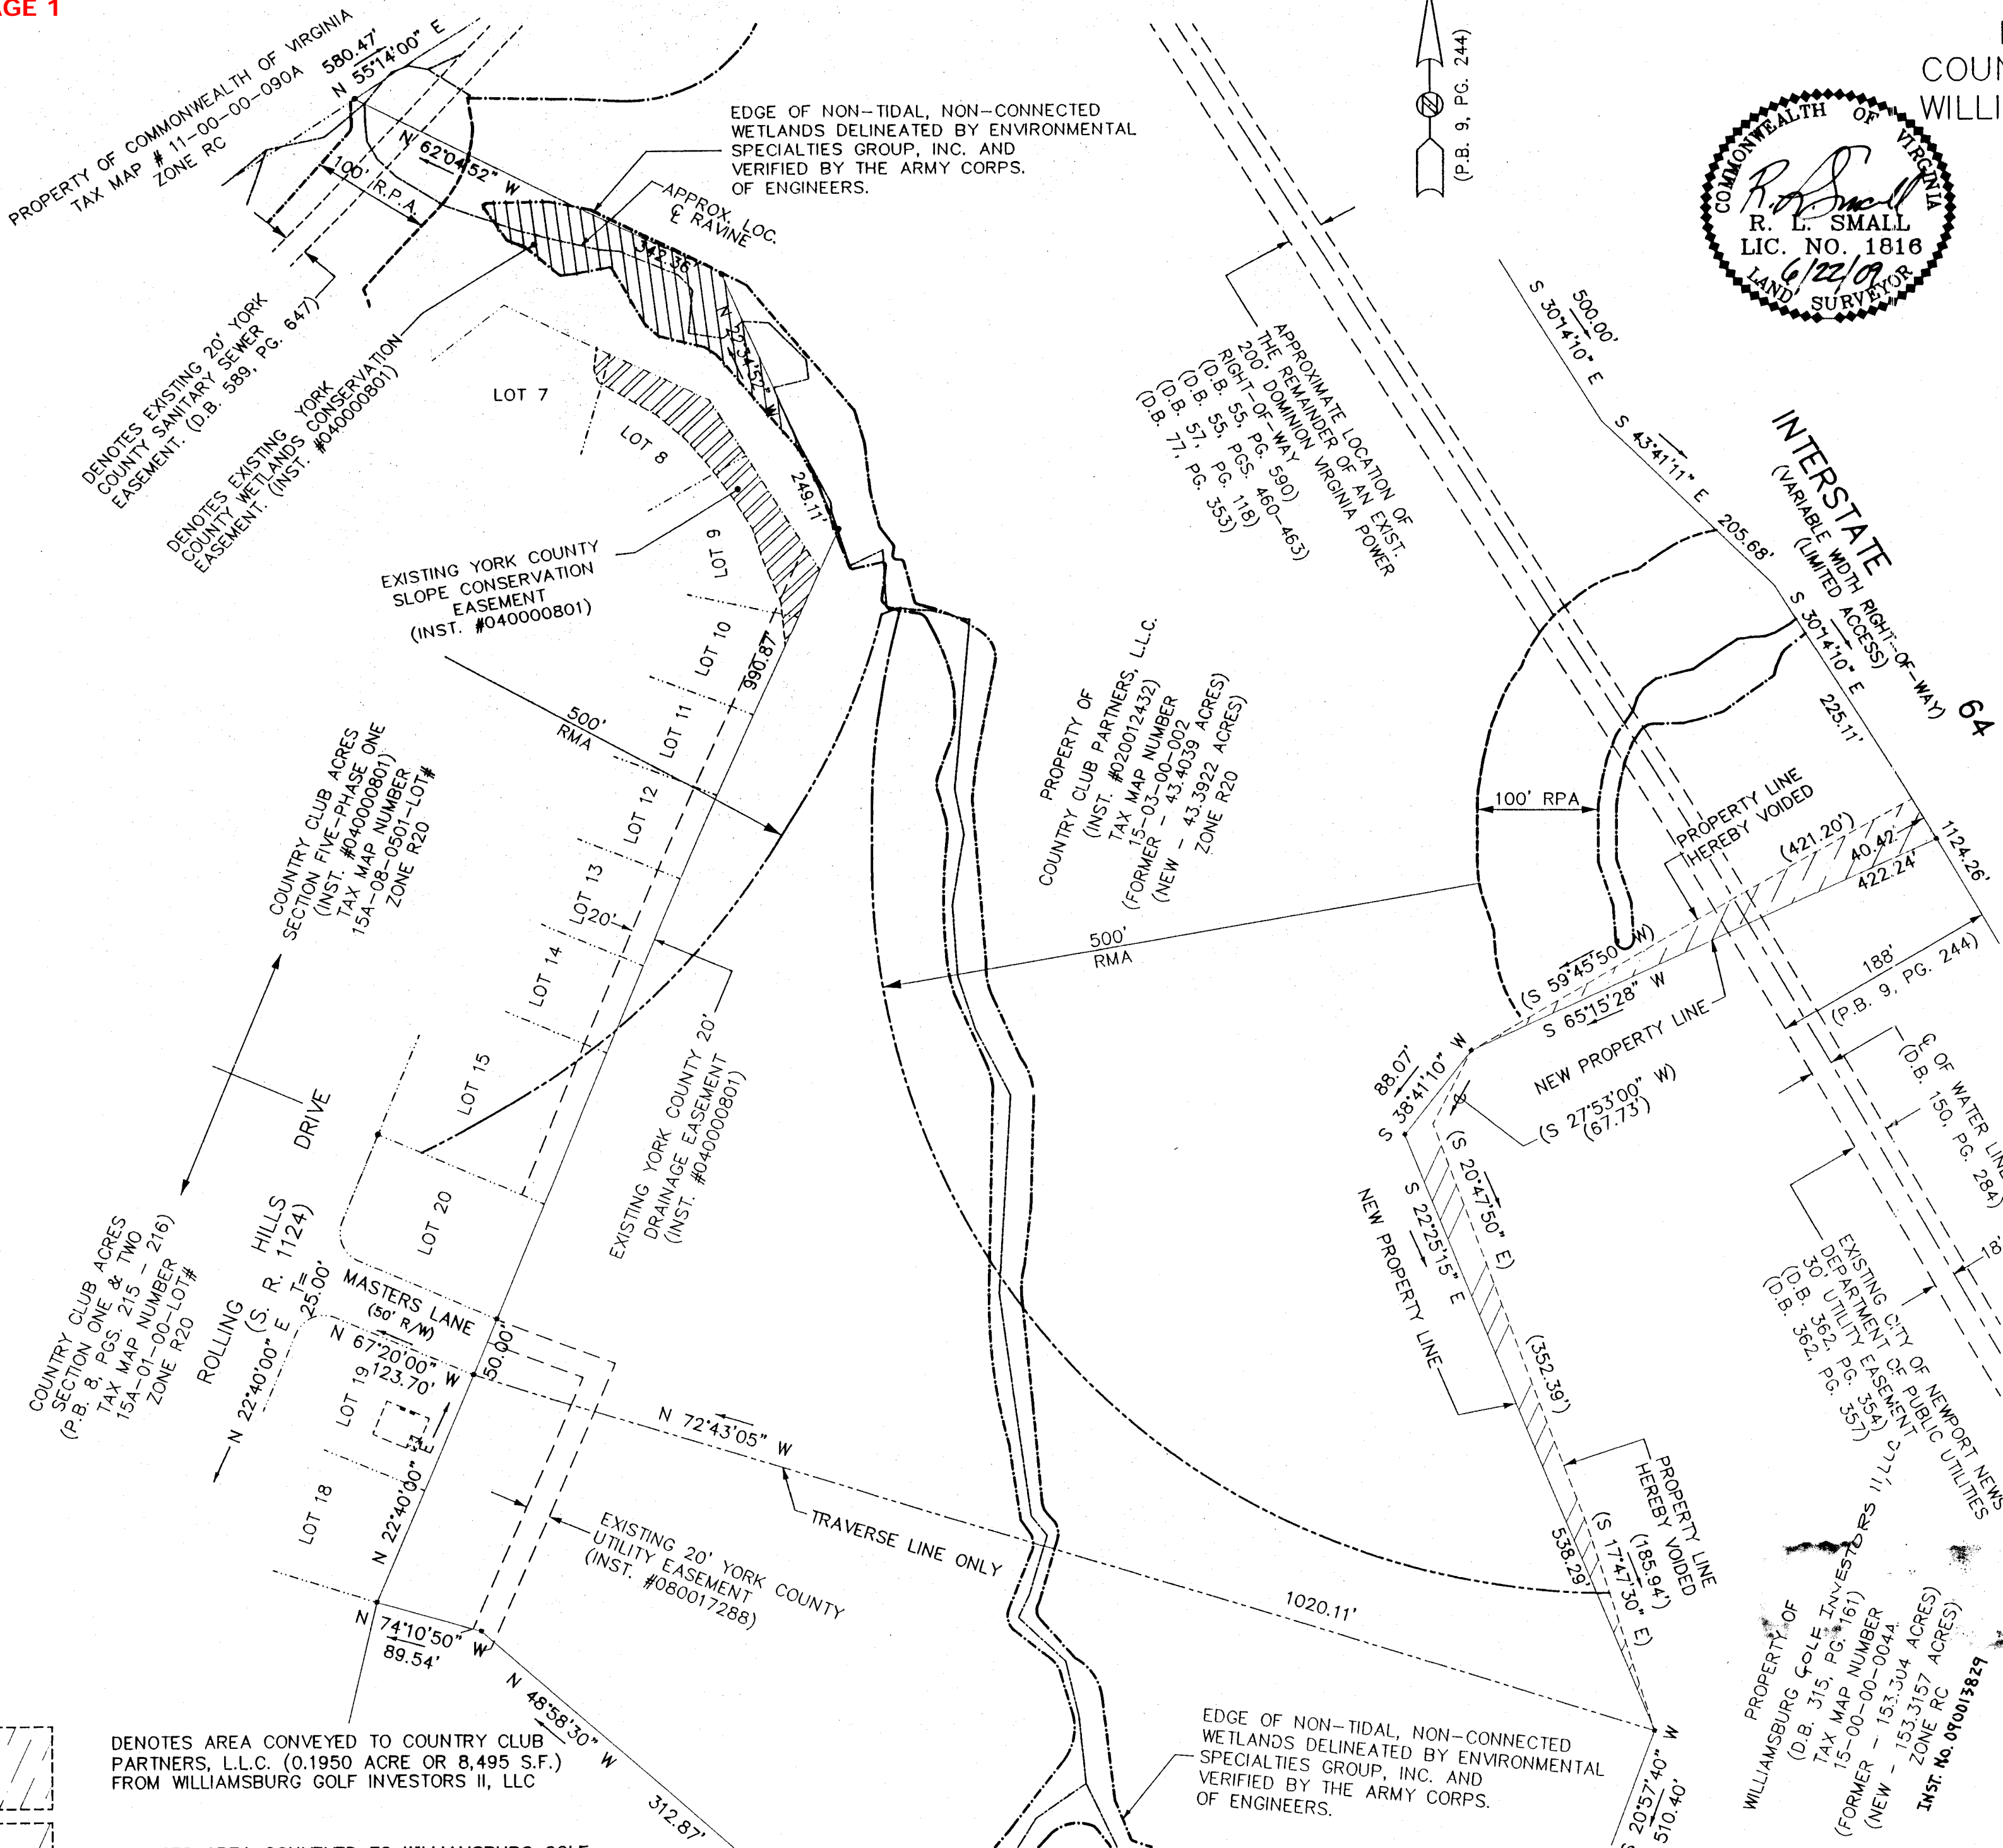 AGE 1
PROPERTY OF COMMONWEALTH OF VIRGINIA
TAX MAP # 11-00-00-090A
ZONE RC
580.47'
N 55°14'00" E
N 62°04'52" W
100' R.P.A.
EDGE OF NON-TIDAL, NON-CONNECTED
WETLANDS DELINEATED BY ENVIRONMENTAL
SPECIALTIES GROUP, INC. AND
VERIFIED BY THE ARMY CORPS.
OF ENGINEERS.
APPROX. LOC.
℄ RAVINE
342.36'
N 22°34'52" W
249.11'
(P.B. 9, PG. 244)
COUN
WILLI
COMMONWEALTH OF VIRGINIA
R. L. Small
R. L. SMALL
LIC. NO. 1816
6/22/09
LAND SURVEYOR
DENOTES EXISTING 20' YORK
COUNTY SANITARY SEWER
EASEMENT. (D.B. 589, PG. 647)
DENOTES EXISTING YORK
COUNTY WETLANDS CONSERVATION
EASEMENT. (INST. #040000801)
LOT 7
LOT 8
LOT 9
LOT 10
LOT 11
LOT 12
LOT 13
LOT 14
LOT 15
LOT 20
EXISTING YORK COUNTY
SLOPE CONSERVATION
EASEMENT
(INST. #040000801)
990.87'
500'
RMA
20'
APPROXIMATE LOCATION OF
THE REMAINDER OF AN EXIST.
200' DOMINION VIRGINIA POWER
RIGHT-OF-WAY
(D.B. 55, PG. 590)
(D.B. 55, PGS. 460-463)
(D.B. 57, PG. 118)
(D.B. 77, PG. 353)
500.00'
S 30°14'10" E
S 30°14'10" E
S 43°41'11" E
205.68'
INTERSTATE 64
(VARIABLE WIDTH RIGHT-OF-WAY)
(LIMITED ACCESS)
S 30°14'10" E
225.11'
1124.26'
COUNTRY CLUB ACRES
SECTION FIVE-PHASE ONE
(INST. #040000801)
TAX MAP NUMBER
15A-08-0501-LOT#
ZONE R20
PROPERTY OF
COUNTRY CLUB PARTNERS, L.L.C.
(INST. #020012432)
TAX MAP NUMBER
15-03-00-002
(FORMER - 43.4039 ACRES)
(NEW - 43.3922 ACRES)
ZONE R20
100' RPA
PROPERTY LINE
HEREBY VOIDED
(421.20')
40.42'
422.24'
500'
RMA
(S 59°45'50" W)
S 65°15'28" W
NEW PROPERTY LINE
188'
(P.B. 9, PG. 244)
℄ OF WATER LINE
(D.B. 150, PG. 284)
88.07'
S 38°41'10" W
(S 27°53'00" W)
(67.73')
(S 20°47'50" E)
S 22°25'15" E
NEW PROPERTY LINE
(352.39')
EXISTING YORK COUNTY 20'
DRAINAGE EASEMENT
(INST. #040000801)
COUNTRY CLUB ACRES
SECTION ONE & TWO
(P.B. 8, PGS. 215 - 216)
TAX MAP NUMBER
15A-01-00-LOT#
ZONE R20
ROLLING HILLS DRIVE
(S. R. 1124)
N 22°40'00" E
T=
25.00'
MASTERS LANE
(50' R/W)
N 67°20'00" W
123.70'
50.00'
LOT 19
LOT 18
N 22°40'00" E
N 72°43'05" W
TRAVERSE LINE ONLY
1020.11'
EXISTING 20' YORK COUNTY
UTILITY EASEMENT
(INST. #080017288)
N 74°10'50" W
89.54'
N 48°58'30" W
312.87'
EXISTING CITY OF NEWPORT NEWS
DEPARTMENT OF PUBLIC UTILITIES
30' UTILITY EASEMENT
(D.B. 362, PG. 354)
(D.B. 362, PG. 357)
18'
PROPERTY LINE
HEREBY VOIDED
(185.94')
(S 17°47'30" E)
538.29'
PROPERTY OF
WILLIAMSBURG GOLF INVESTORS II, LLC
(D.B. 315, PG. 161)
TAX MAP NUMBER
15-00-00-004A
(FORMER - 153.304 ACRES)
(NEW - 153.3157 ACRES)
ZONE RC
INST. No. 090013829
S 20°57'40" W
510.40'
EDGE OF NON-TIDAL, NON-CONNECTED
WETLANDS DELINEATED BY ENVIRONMENTAL
SPECIALTIES GROUP, INC. AND
VERIFIED BY THE ARMY CORPS.
OF ENGINEERS.
DENOTES AREA CONVEYED TO COUNTRY CLUB
PARTNERS, L.L.C. (0.1950 ACRE OR 8,495 S.F.)
FROM WILLIAMSBURG GOLF INVESTORS II, LLC